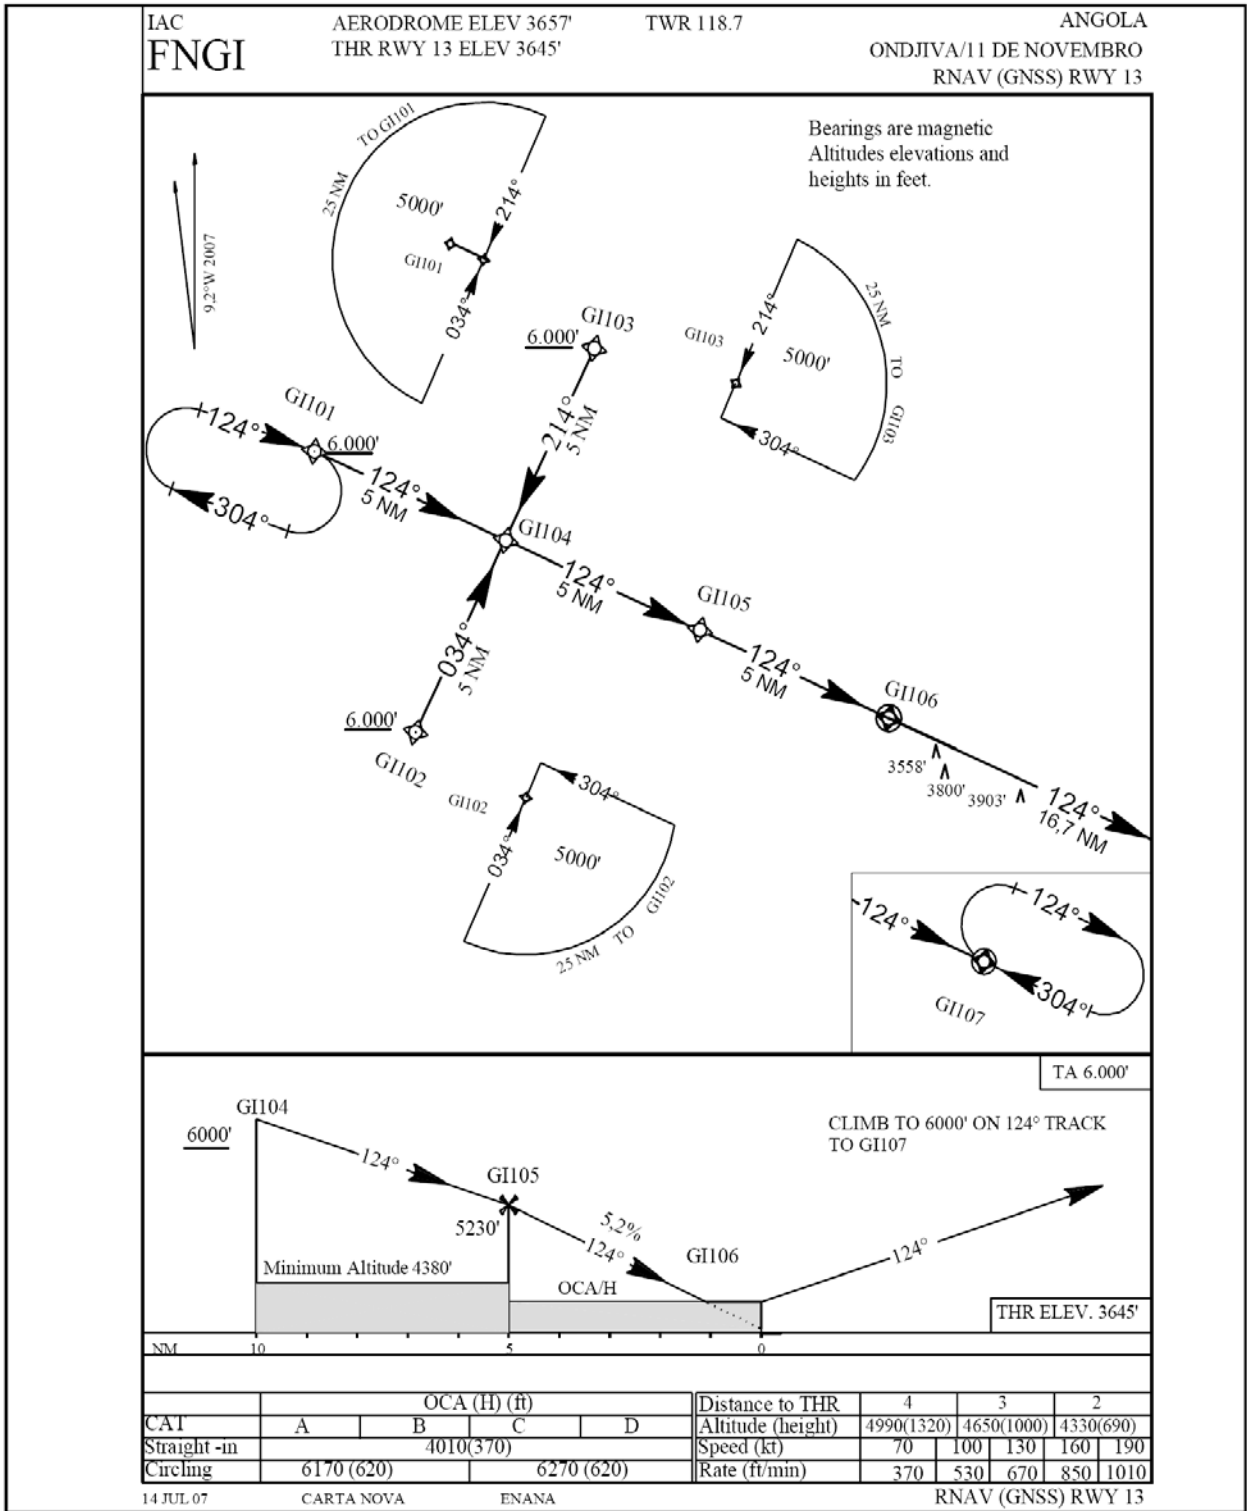 IAC
FNGI
AERODROME ELEV 3657'
THR RWY 13 ELEV 3645'
TWR 118.7
ANGOLA
ONDJIVA/11 DE NOVEMBRO
RNAV (GNSS) RWY 13
Bearings are magnetic
Altitudes elevations and
heights in feet.
9,2°W 2007
25 NM TO GI101
5000'
214°
GI101
034°
GI103
6.000'
214°
5 NM
GI103
214°
5000'
304°
25 NM TO GI103
GI101
124°
6.000'
304°
124°
5 NM
GI104
124°
5 NM
GI105
034°
5 NM
124°
5 NM
GI106
6.000'
GI102
3558'
3800'
3903'
124°
16,7 NM
GI102
304°
034°
5000'
25 NM TO GI102
124°
124°
304°
GI107
TA 6.000'
GI104
6000'
124°
GI105
5230'
5,2%
124°
GI106
Minimum Altitude 4380'
OCA/H
CLIMB TO 6000' ON 124° TRACK
TO GI107
124°
THR ELEV. 3645'
NM 10 5 0
OCA (H) (ft)
CAT A B C D
Straight -in 4010(370)
Circling 6170 (620) 6270 (620)
Distance to THR 4 3 2
Altitude (height) 4990(1320) 4650(1000) 4330(690)
Speed (kt) 70 100 130 160 190
Rate (ft/min) 370 530 670 850 1010
14 JUL 07 CARTA NOVA ENANA RNAV (GNSS) RWY 13